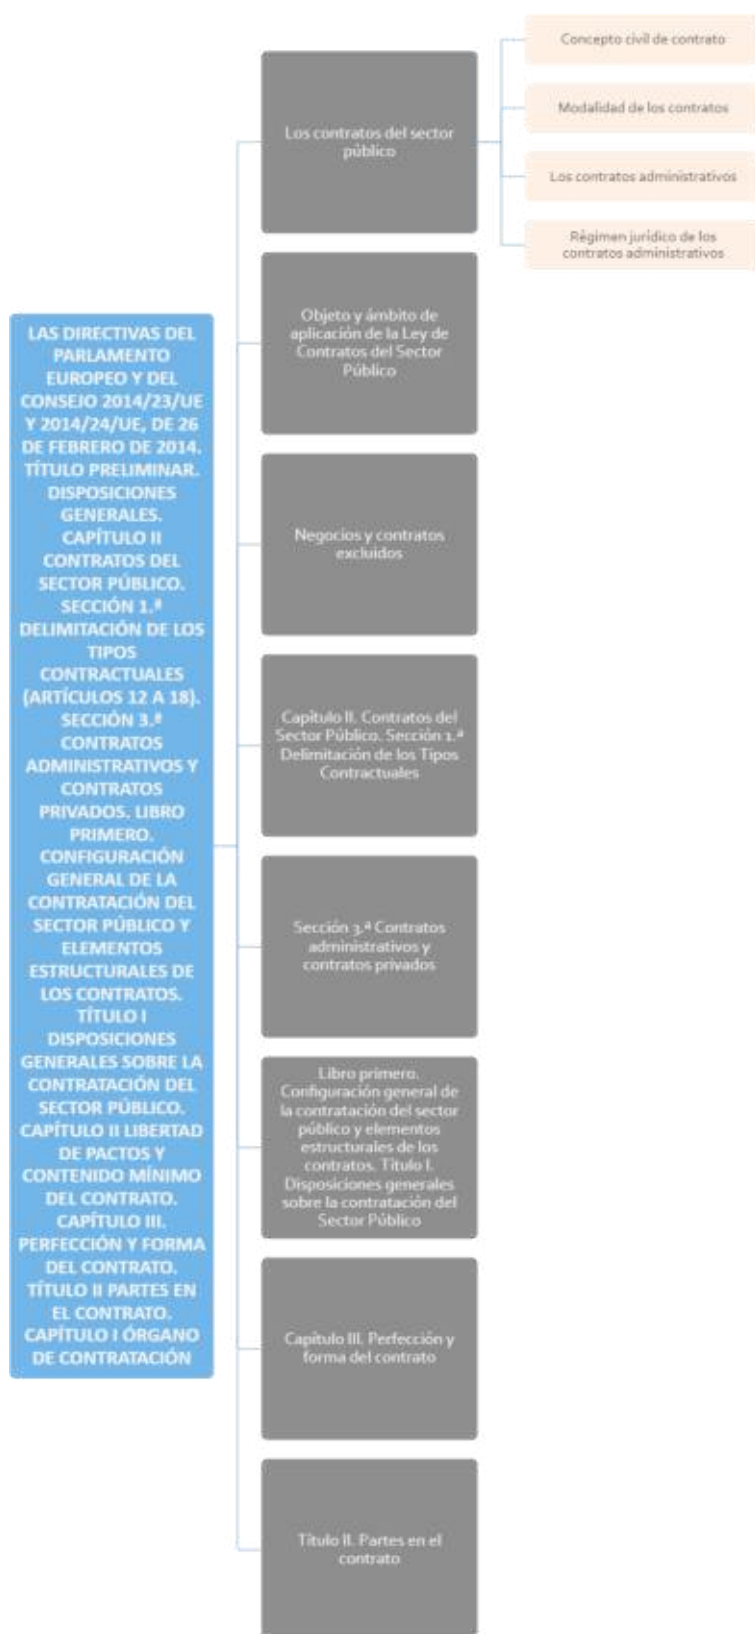 LAS DIRECTIVAS DEL
PARLAMENTO
EUROPEO Y DEL
CONSEJO 2014/23/UE
Y 2014/24/UE, DE 26
DE FEBRERO DE 2014.
TÍTULO PRELIMINAR.
DISPOSICIONES
GENERALES.
CAPÍTULO II
CONTRATOS DEL
SECTOR PÚBLICO.
SECCIÓN 1.ª
DELIMITACIÓN DE LOS
TIPOS
CONTRACTUALES
(ARTÍCULOS 12 A 18).
SECCIÓN 3.ª
CONTRATOS
ADMINISTRATIVOS Y
CONTRATOS
PRIVADOS. LIBRO
PRIMERO.
CONFIGURACIÓN
GENERAL DE LA
CONTRATACIÓN DEL
SECTOR PÚBLICO Y
ELEMENTOS
ESTRUCTURALES DE
LOS CONTRATOS.
TÍTULO I
DISPOSICIONES
GENERALES SOBRE LA
CONTRATACIÓN DEL
SECTOR PÚBLICO.
CAPÍTULO II LIBERTAD
DE PACTOS Y
CONTENIDO MÍNIMO
DEL CONTRATO.
CAPÍTULO III.
PERFECCIÓN Y FORMA
DEL CONTRATO.
TÍTULO II PARTES EN
EL CONTRATO.
CAPÍTULO I ÓRGANO
DE CONTRATACIÓN
Los contratos del sector
público
Concepto civil de contrato
Modalidad de los contratos
Los contratos administrativos
Régimen jurídico de los
contratos administrativos
Objeto y ámbito de
aplicación de la Ley de
Contratos del Sector
Público
Negocios y contratos
excluidos
Capítulo II. Contratos del
Sector Público. Sección 1.ª
Delimitación de los Tipos
Contractuales
Sección 3.ª Contratos
administrativos y
contratos privados
Libro primero.
Configuración general de
la contratación del sector
público y elementos
estructurales de los
contratos. Título I.
Disposiciones generales
sobre la contratación del
Sector Público
Capítulo III. Perfección y
forma del contrato
Título II. Partes en el
contrato